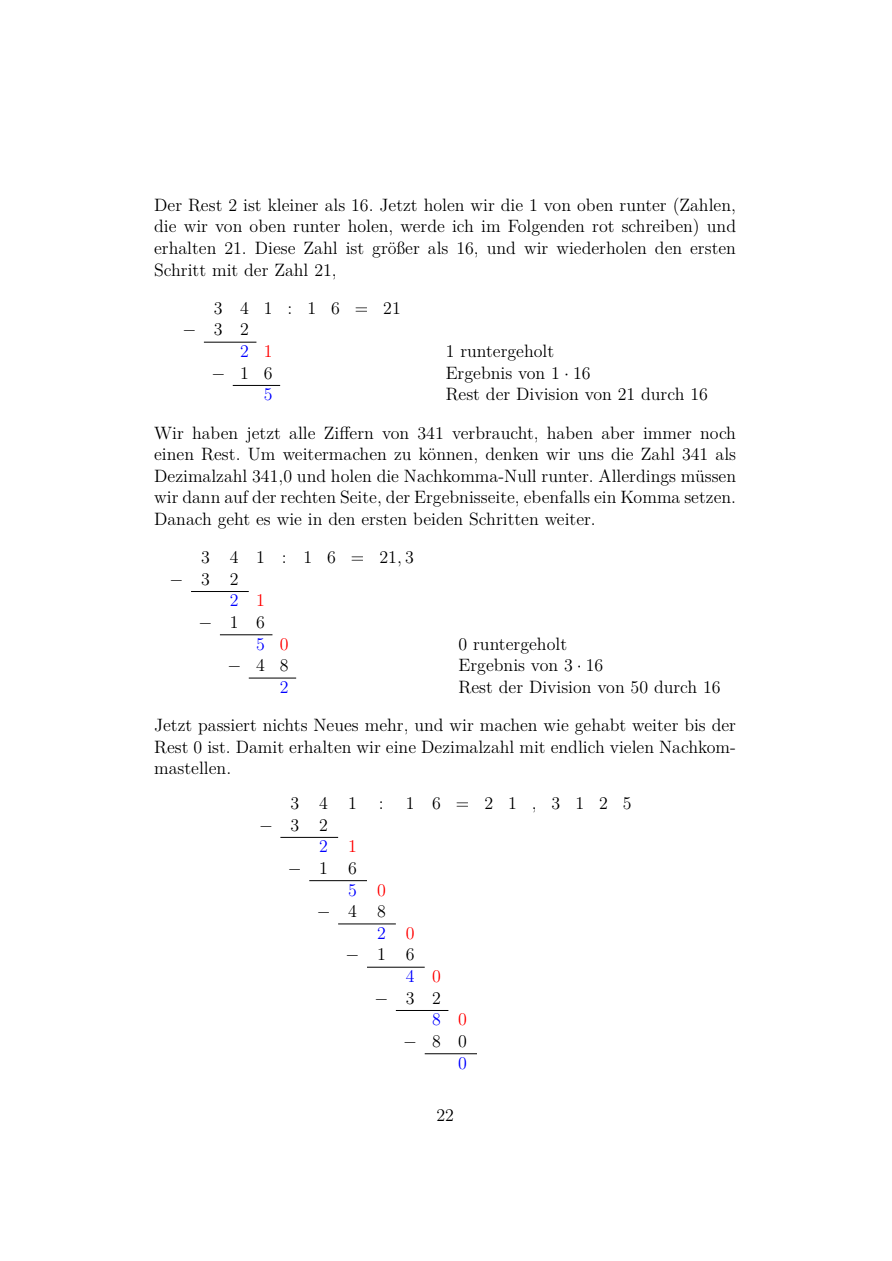 Der Rest 2 ist kleiner als 16. Jetzt holen wir die 1 von oben runter (Zahlen,
die wir von oben runter holen, werde ich im Folgenden rot schreiben) und
erhalten 21. Diese Zahl ist größer als 16, und wir wiederholen den ersten
Schritt mit der Zahl 21,
3 4 1 : 1 6 = 21
− 3 2
2 1 1 runtergeholt
− 1 6 Ergebnis von 1 · 16
5 Rest der Division von 21 durch 16
Wir haben jetzt alle Ziffern von 341 verbraucht, haben aber immer noch
einen Rest. Um weitermachen zu können, denken wir uns die Zahl 341 als
Dezimalzahl 341,0 und holen die Nachkomma-Null runter. Allerdings müssen
wir dann auf der rechten Seite, der Ergebnisseite, ebenfalls ein Komma setzen.
Danach geht es wie in den ersten beiden Schritten weiter.
3 4 1 : 1 6 = 21, 3
− 3 2
2 1
− 1 6
5 0 0 runtergeholt
− 4 8 Ergebnis von 3 · 16
2 Rest der Division von 50 durch 16
Jetzt passiert nichts Neues mehr, und wir machen wie gehabt weiter bis der
Rest 0 ist. Damit erhalten wir eine Dezimalzahl mit endlich vielen Nachkom-
mastellen.
3 4 1 : 1 6 = 2 1 , 3 1 2 5
− 3 2
2 1
− 1 6
5 0
− 4 8
2 0
− 1 6
4 0
− 3 2
8 0
− 8 0
0
22